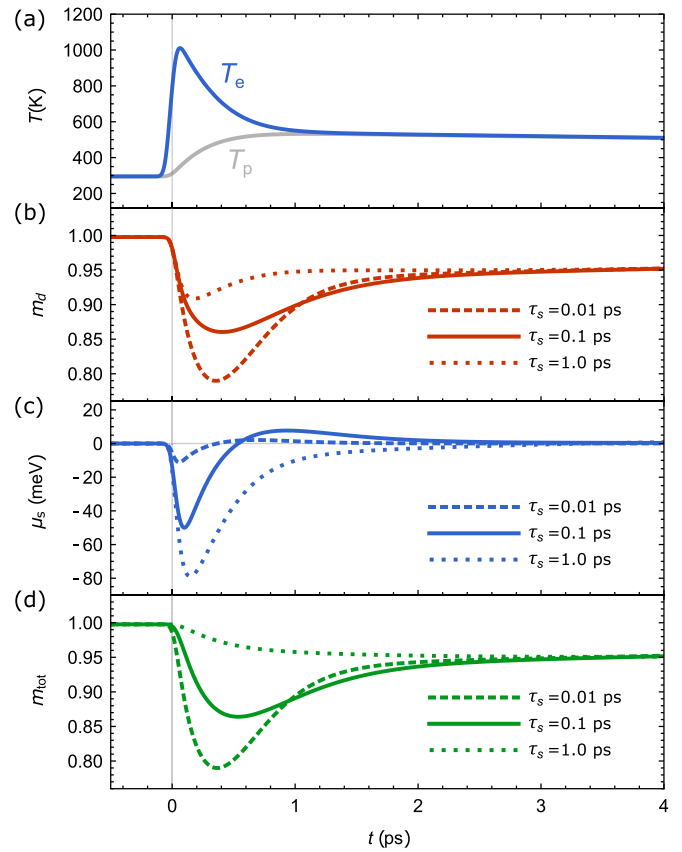 (a)
1200
1000
800
600
400
200
T(K)
Te
Tp
(b)
1.00
0.95
0.90
0.85
0.80
md
τs=0.01 ps
τs=0.1 ps
τs=1.0 ps
(c)
20
0
-20
-40
-60
-80
μs (meV)
τs=0.01 ps
τs=0.1 ps
τs=1.0 ps
(d)
1.00
0.95
0.90
0.85
0.80
mtot
τs=0.01 ps
τs=0.1 ps
τs=1.0 ps
0 1 2 3 4
t (ps)